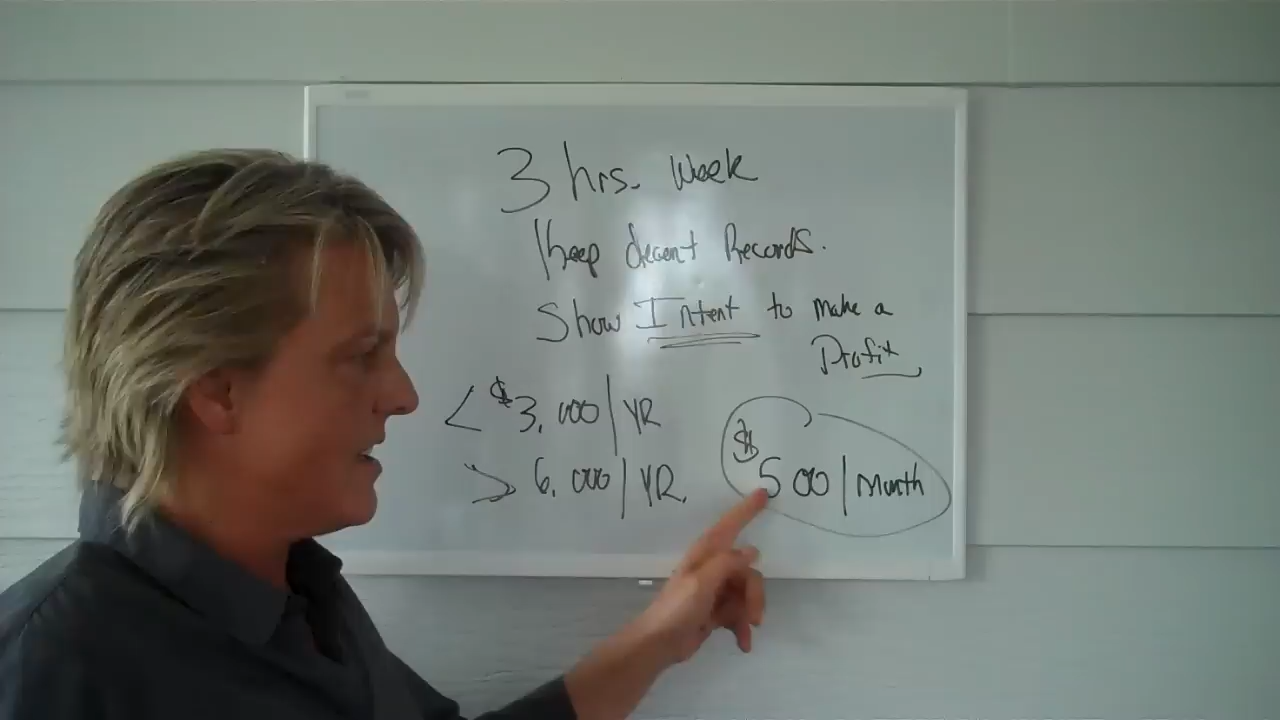 3 hrs. Week
Keep decent Records.
Show Intent to make a
Profit
< $3,000/YR
> 6,000/YR.
$500/Month